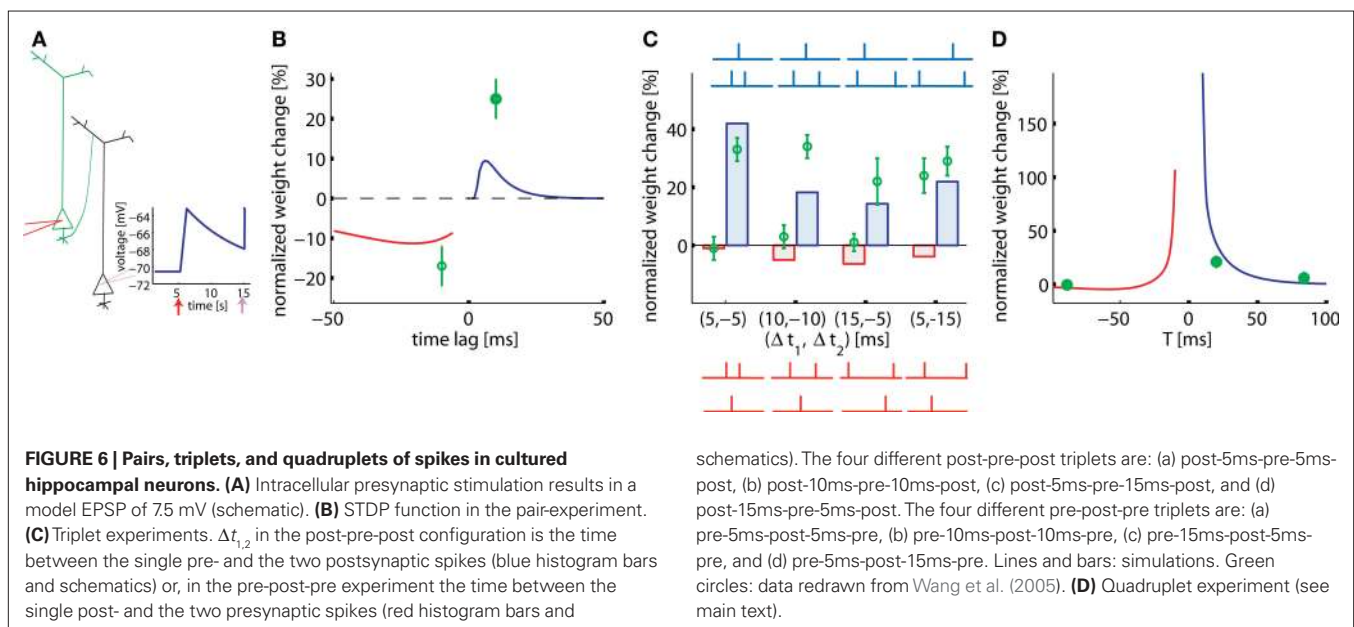 A
B
C
D
voltage [mV]
−64
−66
−68
−70
−72
5
10
15
time [s]
normalized weight change [%]
30
20
10
0
−10
−20
−50
0
50
time lag [ms]
normalized weight change [%]
40
20
0
(5,−5) (10,−10) (15,−5) (5,-15)
(Δt1, Δt2) [ms]
normalized weight change [%]
150
100
50
0
−50
0
50
100
T [ms]
FIGURE 6 | Pairs, triplets, and quadruplets of spikes in cultured
hippocampal neurons. (A) Intracellular presynaptic stimulation results in a
model EPSP of 7.5 mV (schematic). (B) STDP function in the pair-experiment.
(C) Triplet experiments. Δt1,2 in the post-pre-post configuration is the time
between the single pre- and the two postsynaptic spikes (blue histogram bars
and schematics) or, in the pre-post-pre experiment the time between the
single post- and the two presynaptic spikes (red histogram bars and
schematics). The four different post-pre-post triplets are: (a) post-5ms-pre-5ms-
post, (b) post-10ms-pre-10ms-post, (c) post-5ms-pre-15ms-post, and (d)
post-15ms-pre-5ms-post. The four different pre-post-pre triplets are: (a)
pre-5ms-post-5ms-pre, (b) pre-10ms-post-10ms-pre, (c) pre-15ms-post-5ms-
pre, and (d) pre-5ms-post-15ms-pre. Lines and bars: simulations. Green
circles: data redrawn from Wang et al. (2005). (D) Quadruplet experiment (see
main text).